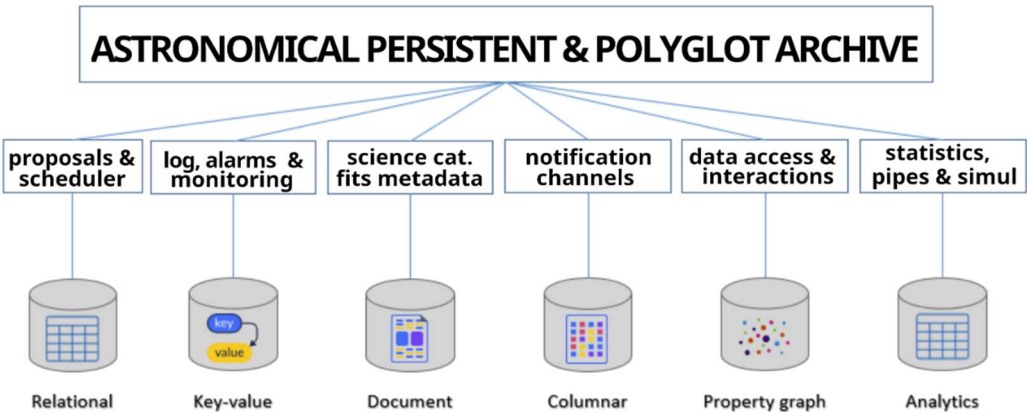 ASTRONOMICAL PERSISTENT & POLYGLOT ARCHIVE
proposals &
scheduler
log, alarms &
monitoring
science cat.
fits metadata
notification
channels
data access &
interactions
statistics,
pipes & simul
key
value
Relational
Key-value
Document
Columnar
Property graph
Analytics